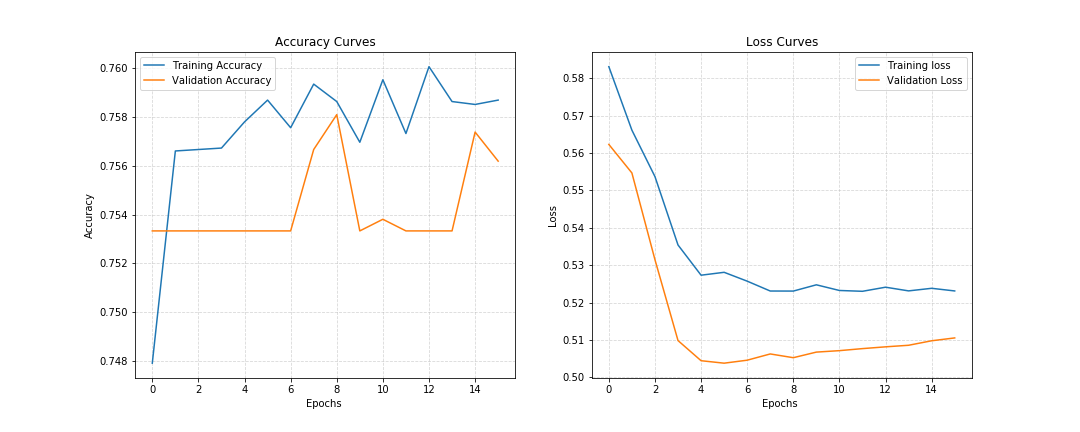 Accuracy Curves
Training Accuracy
Validation Accuracy
0.760
0.758
0.756
0.754
0.752
0.750
0.748
Accuracy
0 2 4 6 8 10 12 14
Epochs
Loss Curves
Training loss
Validation Loss
0.58
0.57
0.56
0.55
0.54
0.53
0.52
0.51
0.50
Loss
0 2 4 6 8 10 12 14
Epochs